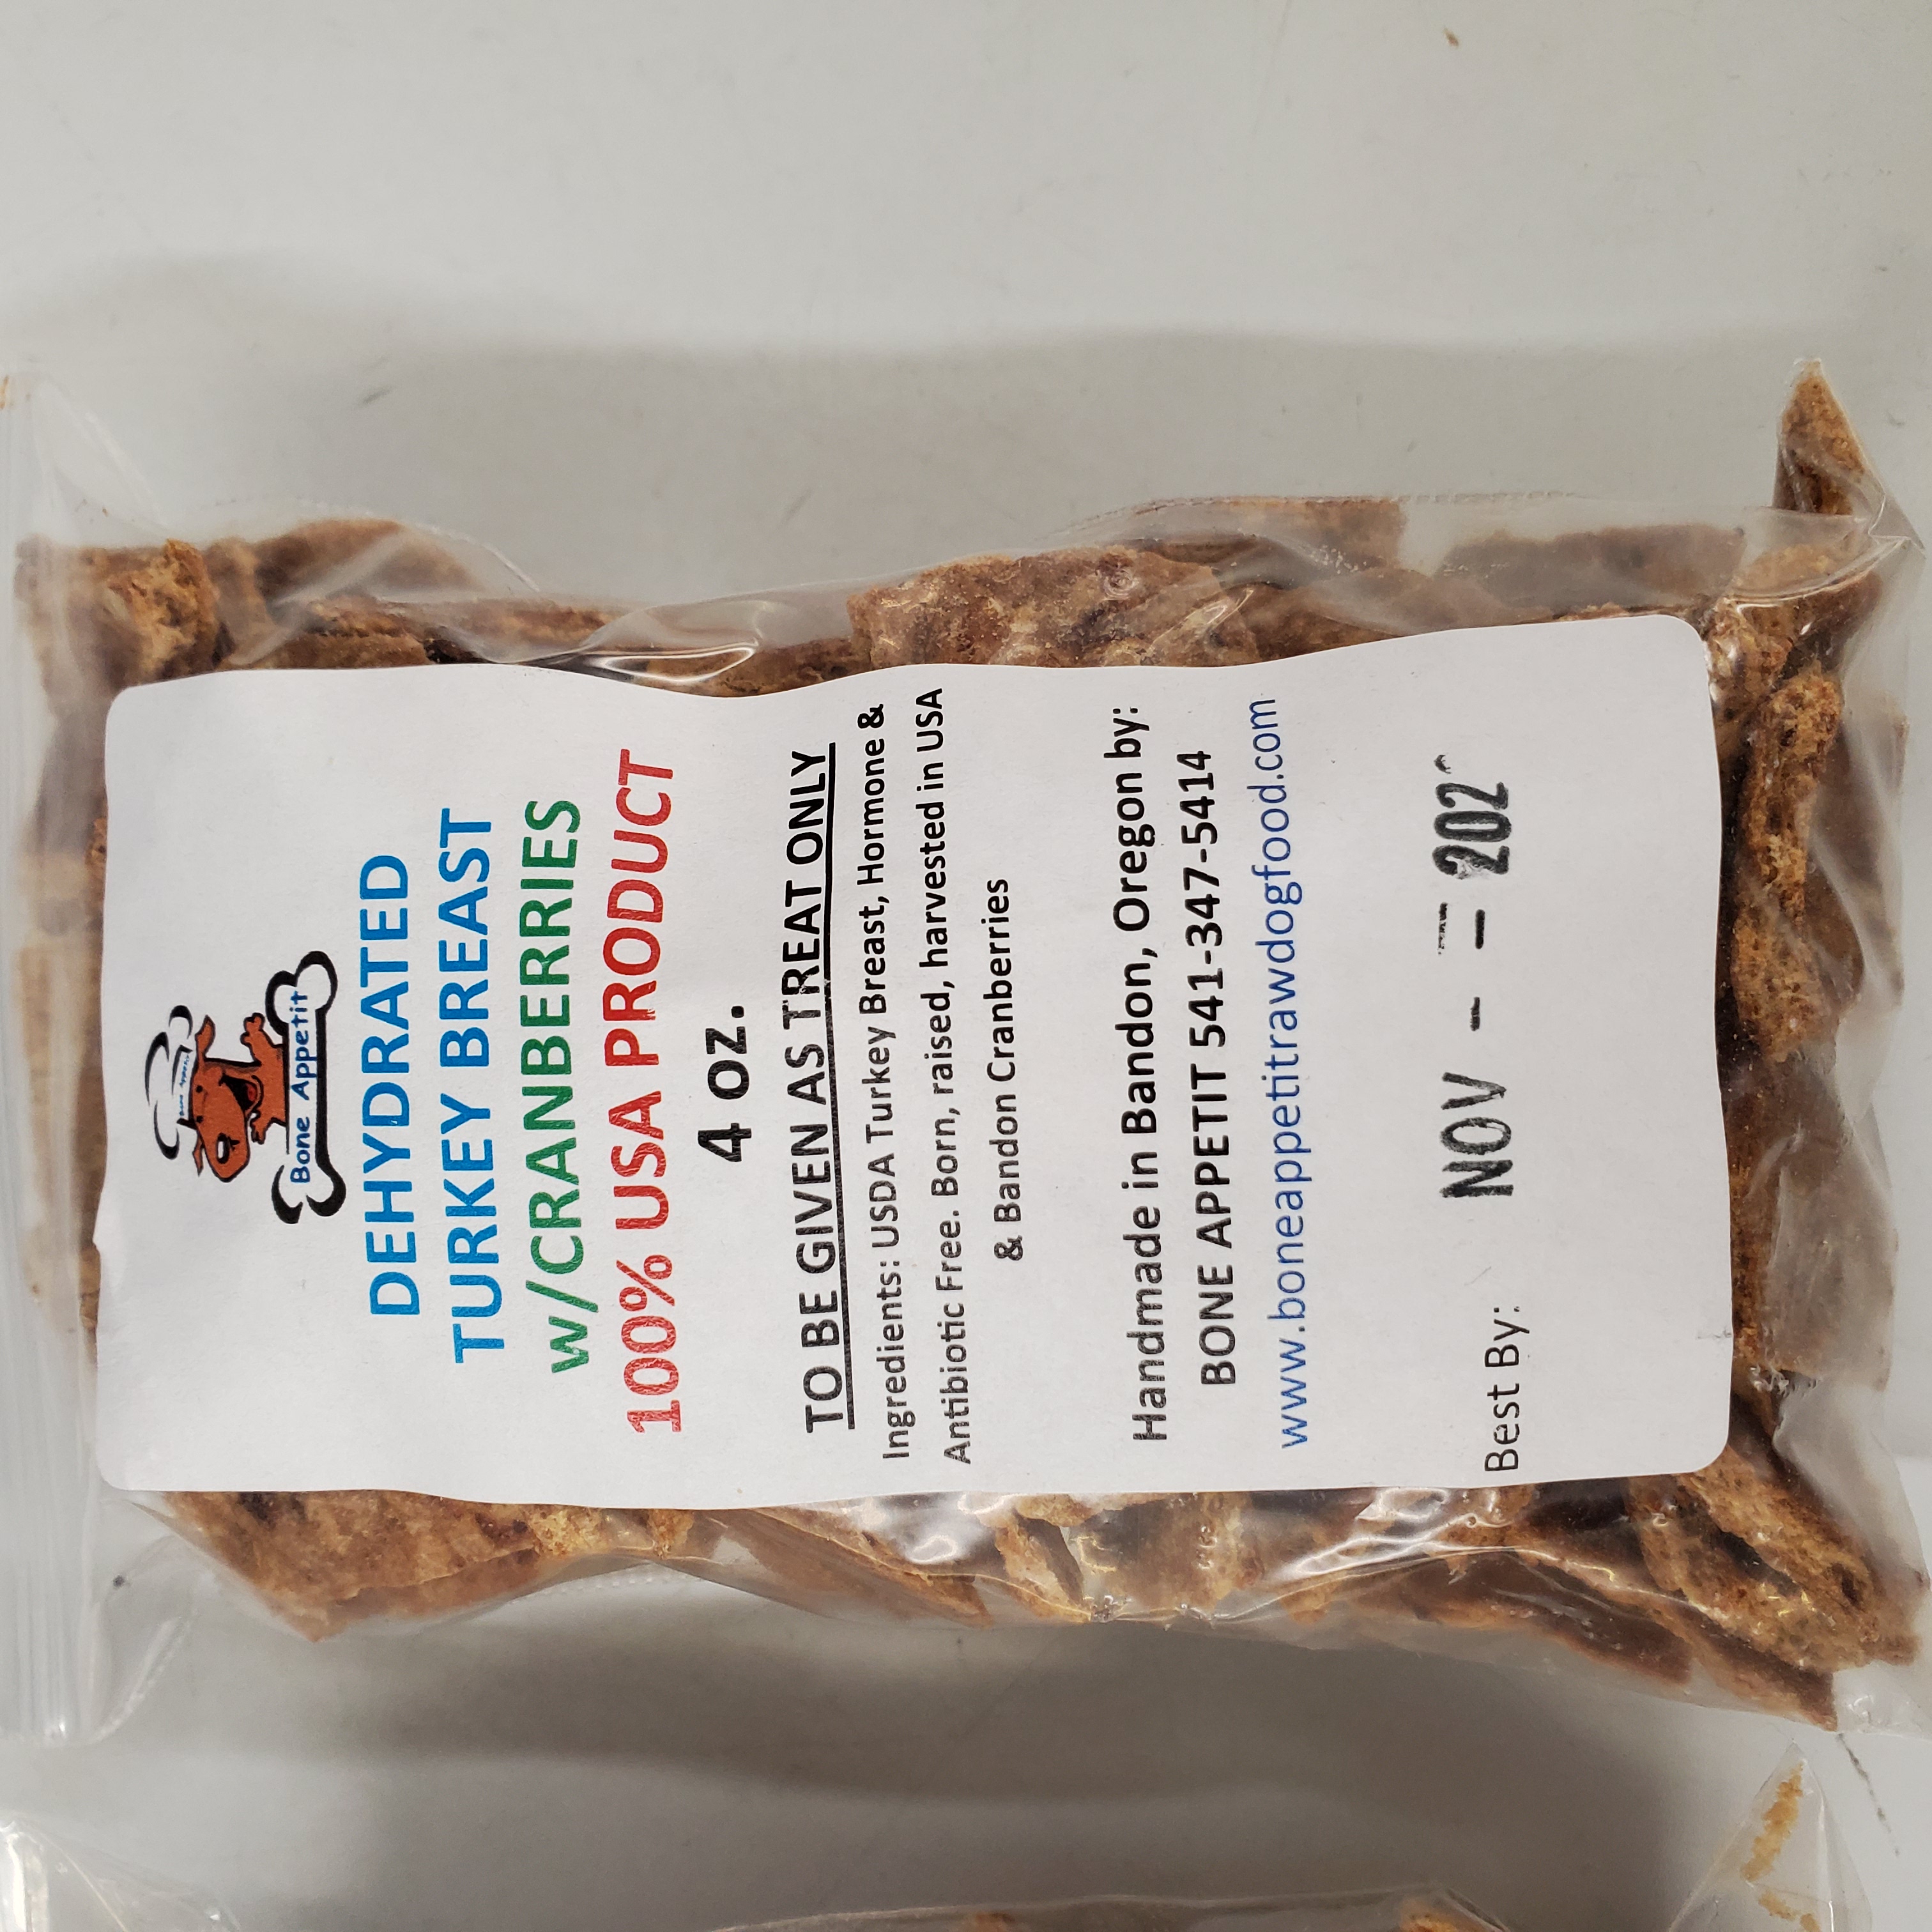 Bone Appetit
DEHYDRATED
TURKEY BREAST
w/CRANBERRIES
100% USA PRODUCT
4 oz.
TO BE GIVEN AS TREAT ONLY
Ingredients: USDA Turkey Breast, Hormone &
Antibiotic Free. Born, raised, harvested in USA
& Bandon Cranberries
Handmade in Bandon, Oregon by:
BONE APPETIT 541-347-5414
www.boneappetitrawdogfood.com
Best By: NOV